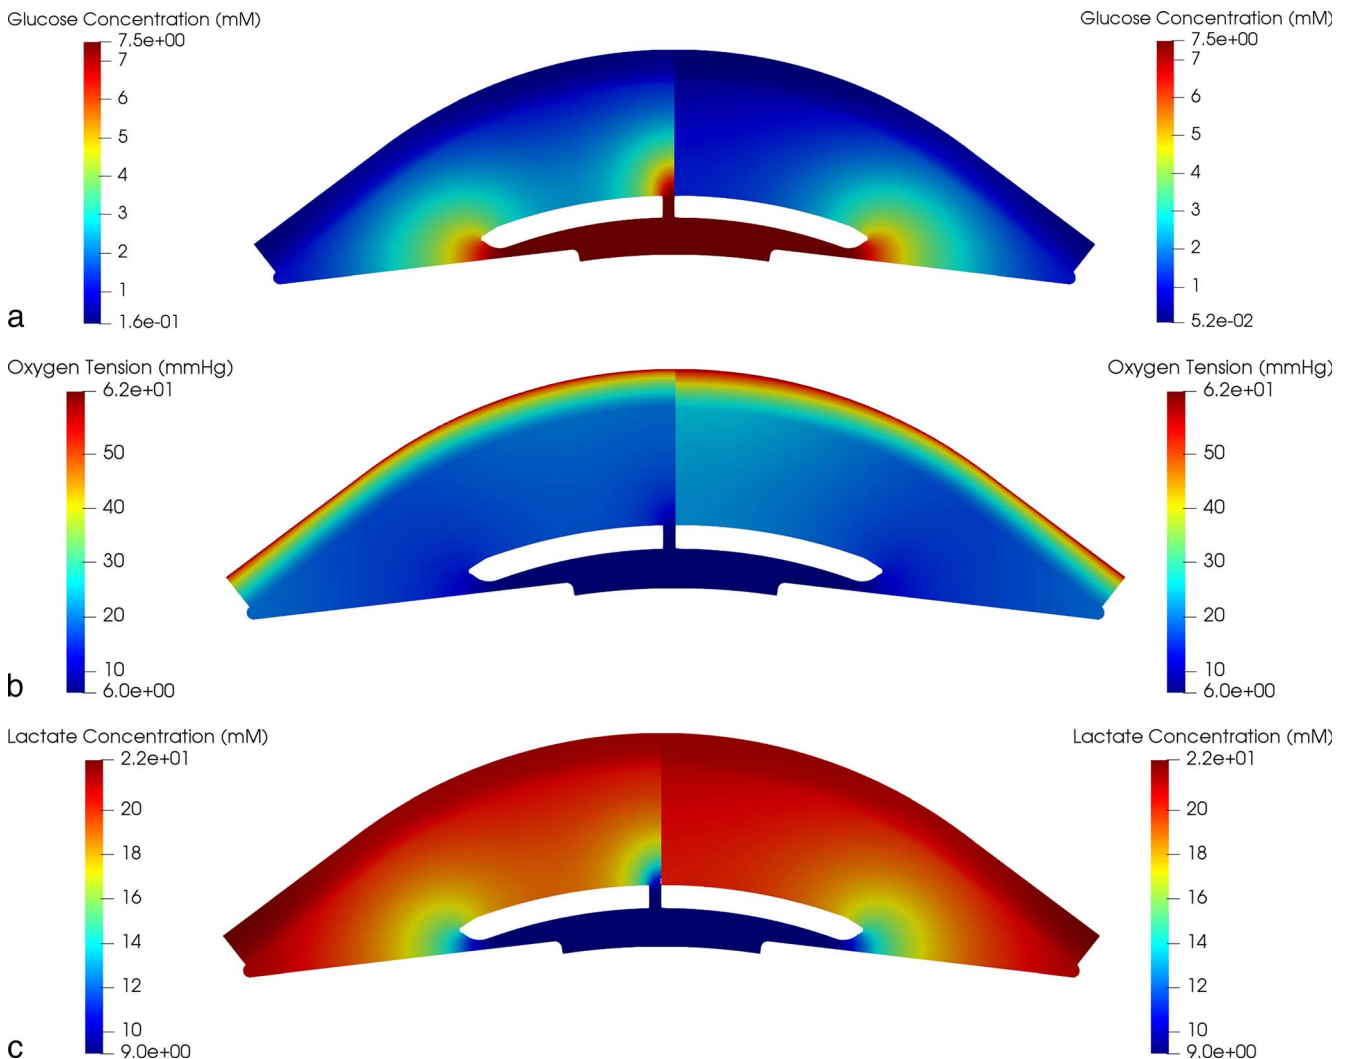 Glucose Concentration (mM)
7.5e+00
7
6
5
4
3
2
1
1.6e-01
Glucose Concentration (mM)
7.5e+00
7
6
5
4
3
2
1
5.2e-02
a
Oxygen Tension (mmHg)
6.2e+01
50
40
30
20
10
6.0e+00
Oxygen Tension (mmHg)
6.2e+01
50
40
30
20
10
6.0e+00
b
Lactate Concentration (mM)
2.2e+01
20
18
16
14
12
10
9.0e+00
Lactate Concentration (mM)
2.2e+01
20
18
16
14
12
10
9.0e+00
c